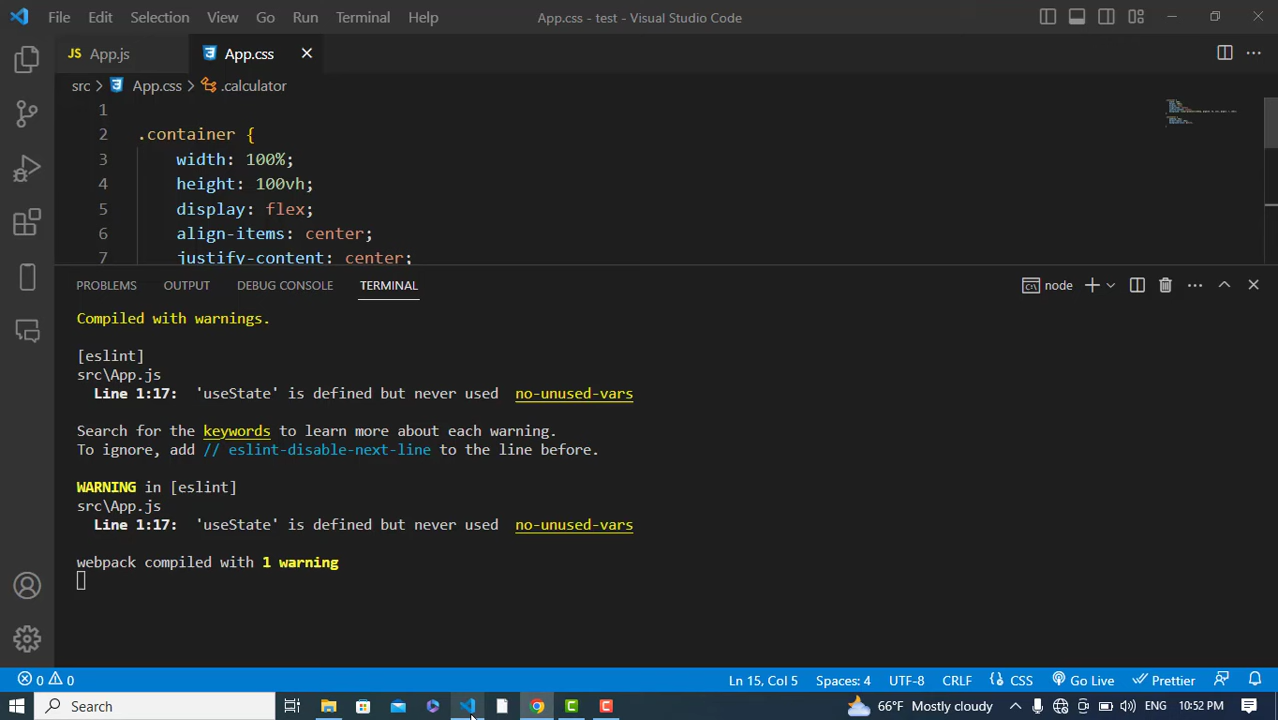 File Edit Selection View Go Run Terminal Help App.css - test - Visual Studio Code
JS App.js App.css
src > App.css > .calculator
1
2 .container {
3 width: 100%;
4 height: 100vh;
5 display: flex;
6 align-items: center;
7 justify-content: center;
PROBLEMS OUTPUT DEBUG CONSOLE TERMINAL node
Compiled with warnings.
[eslint]
src\App.js
Line 1:17: 'useState' is defined but never used no-unused-vars
Search for the keywords to learn more about each warning.
To ignore, add // eslint-disable-next-line to the line before.
WARNING in [eslint]
src\App.js
Line 1:17: 'useState' is defined but never used no-unused-vars
webpack compiled with 1 warning
0 0 Ln 15, Col 5 Spaces: 4 UTF-8 CRLF CSS Go Live Prettier
Search 66°F Mostly cloudy ENG 10:52 PM